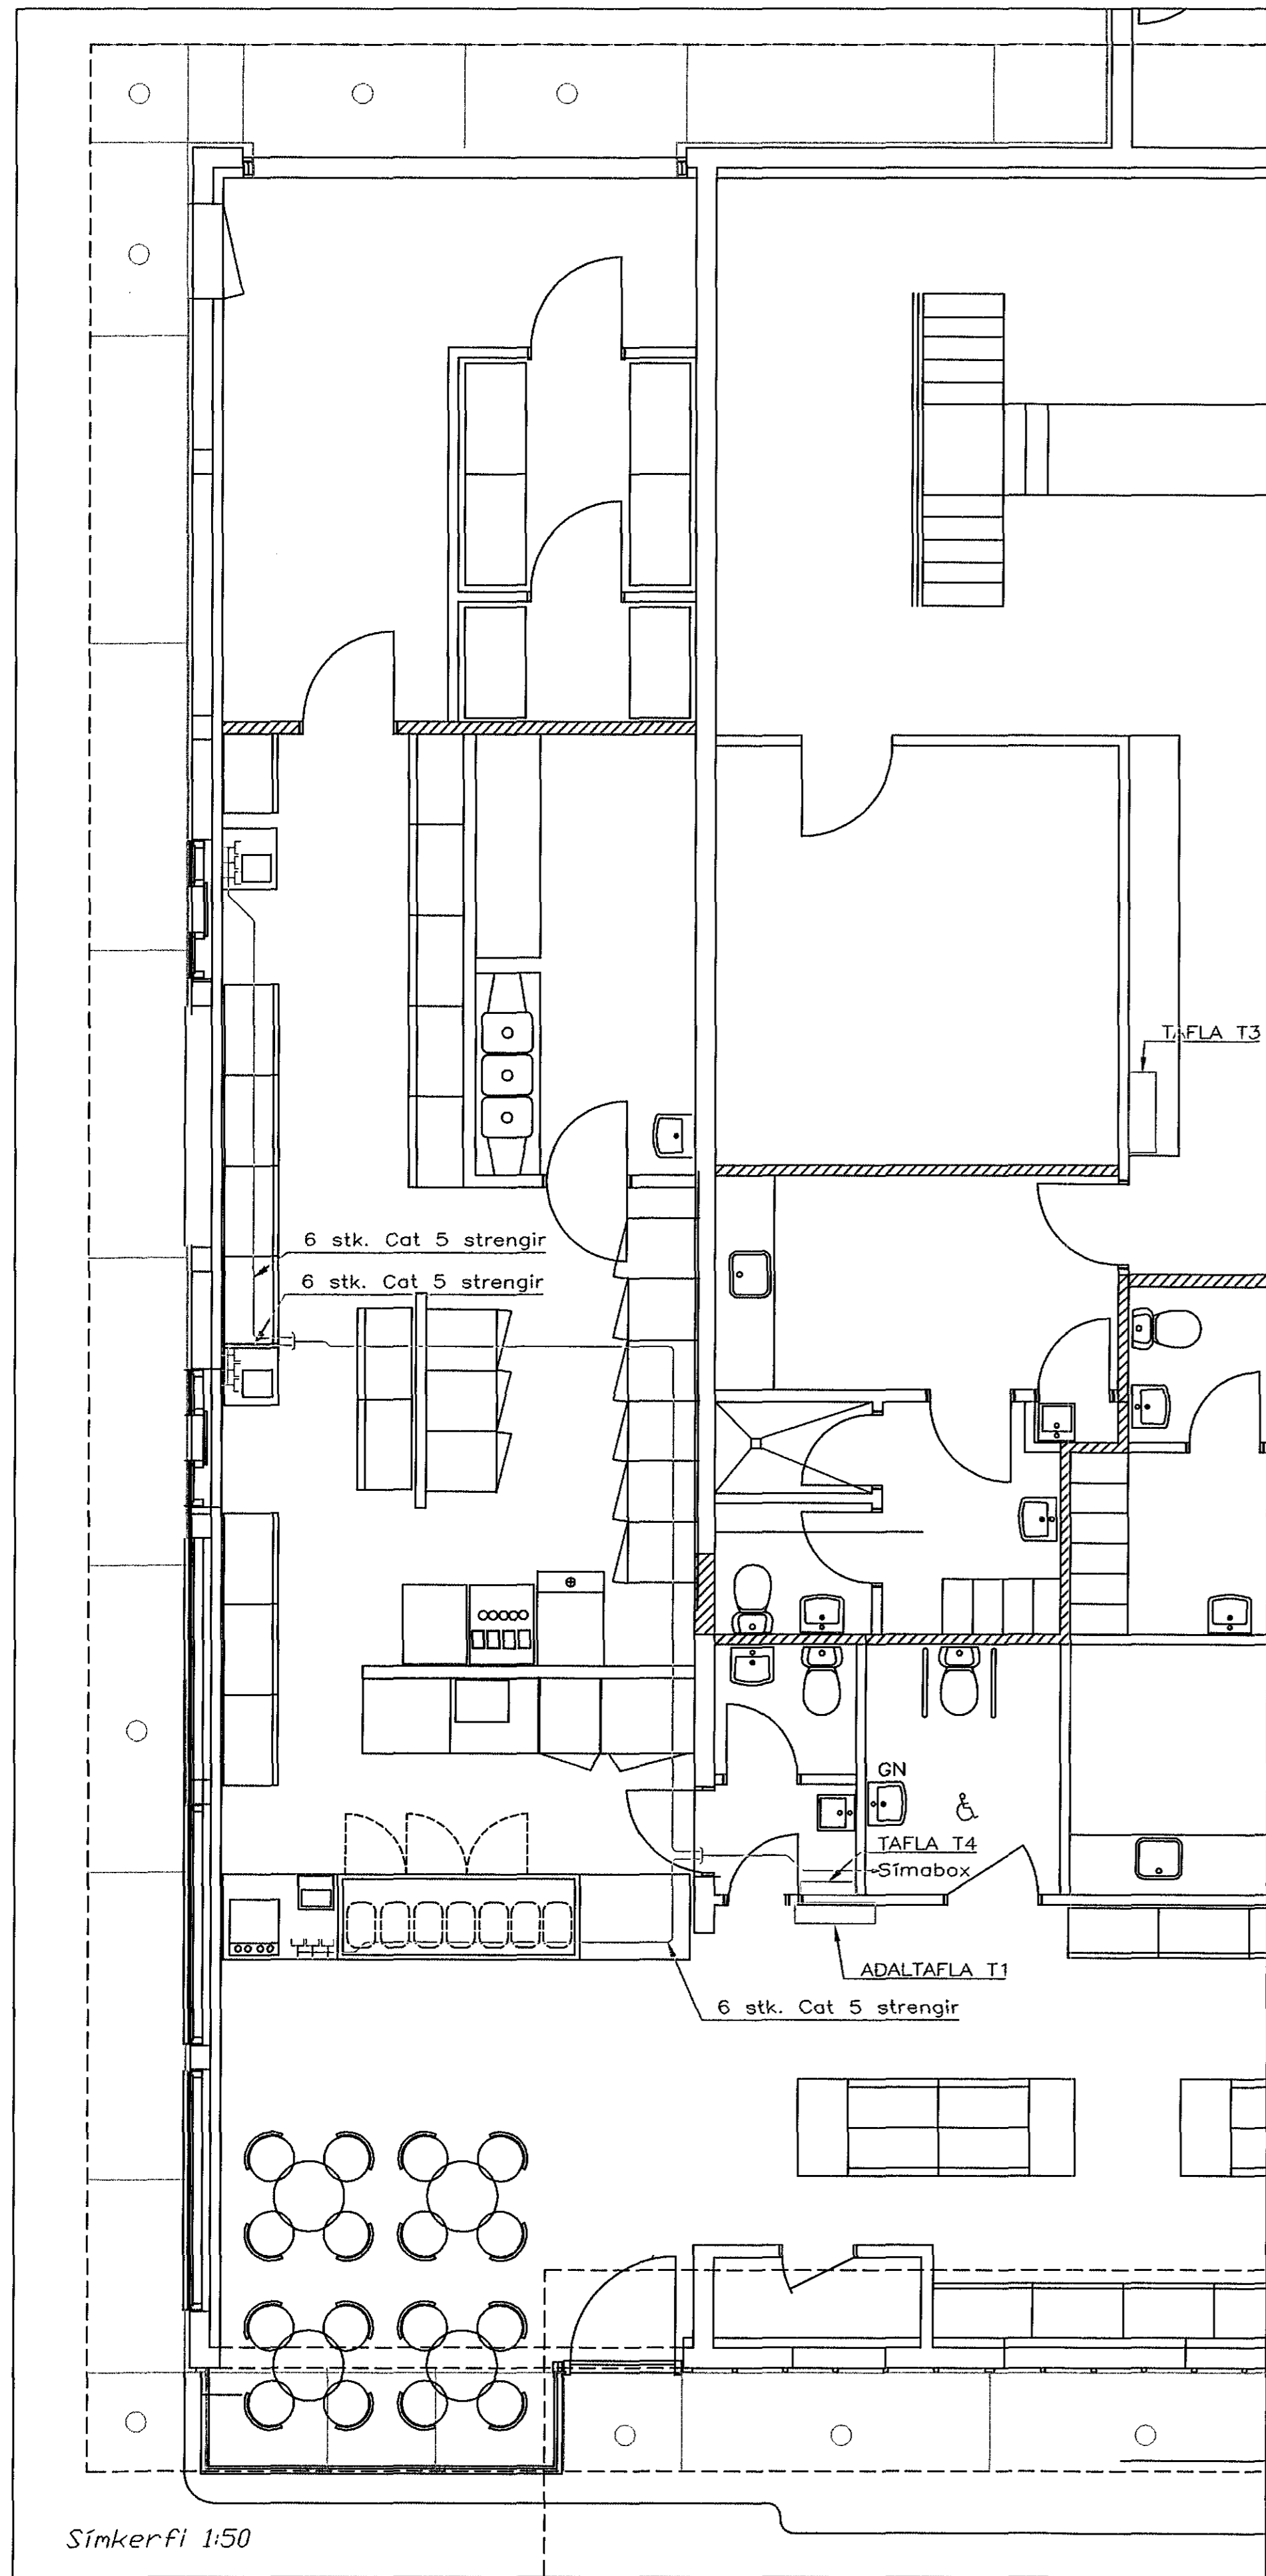 TAFLA T3
6 stk. Cat 5 strengir
6 stk. Cat 5 strengir
GN
TAFLA T4
Símabox
ADALTAFLA T1
6 stk. Cat 5 strengir
Símkerfi 1:50